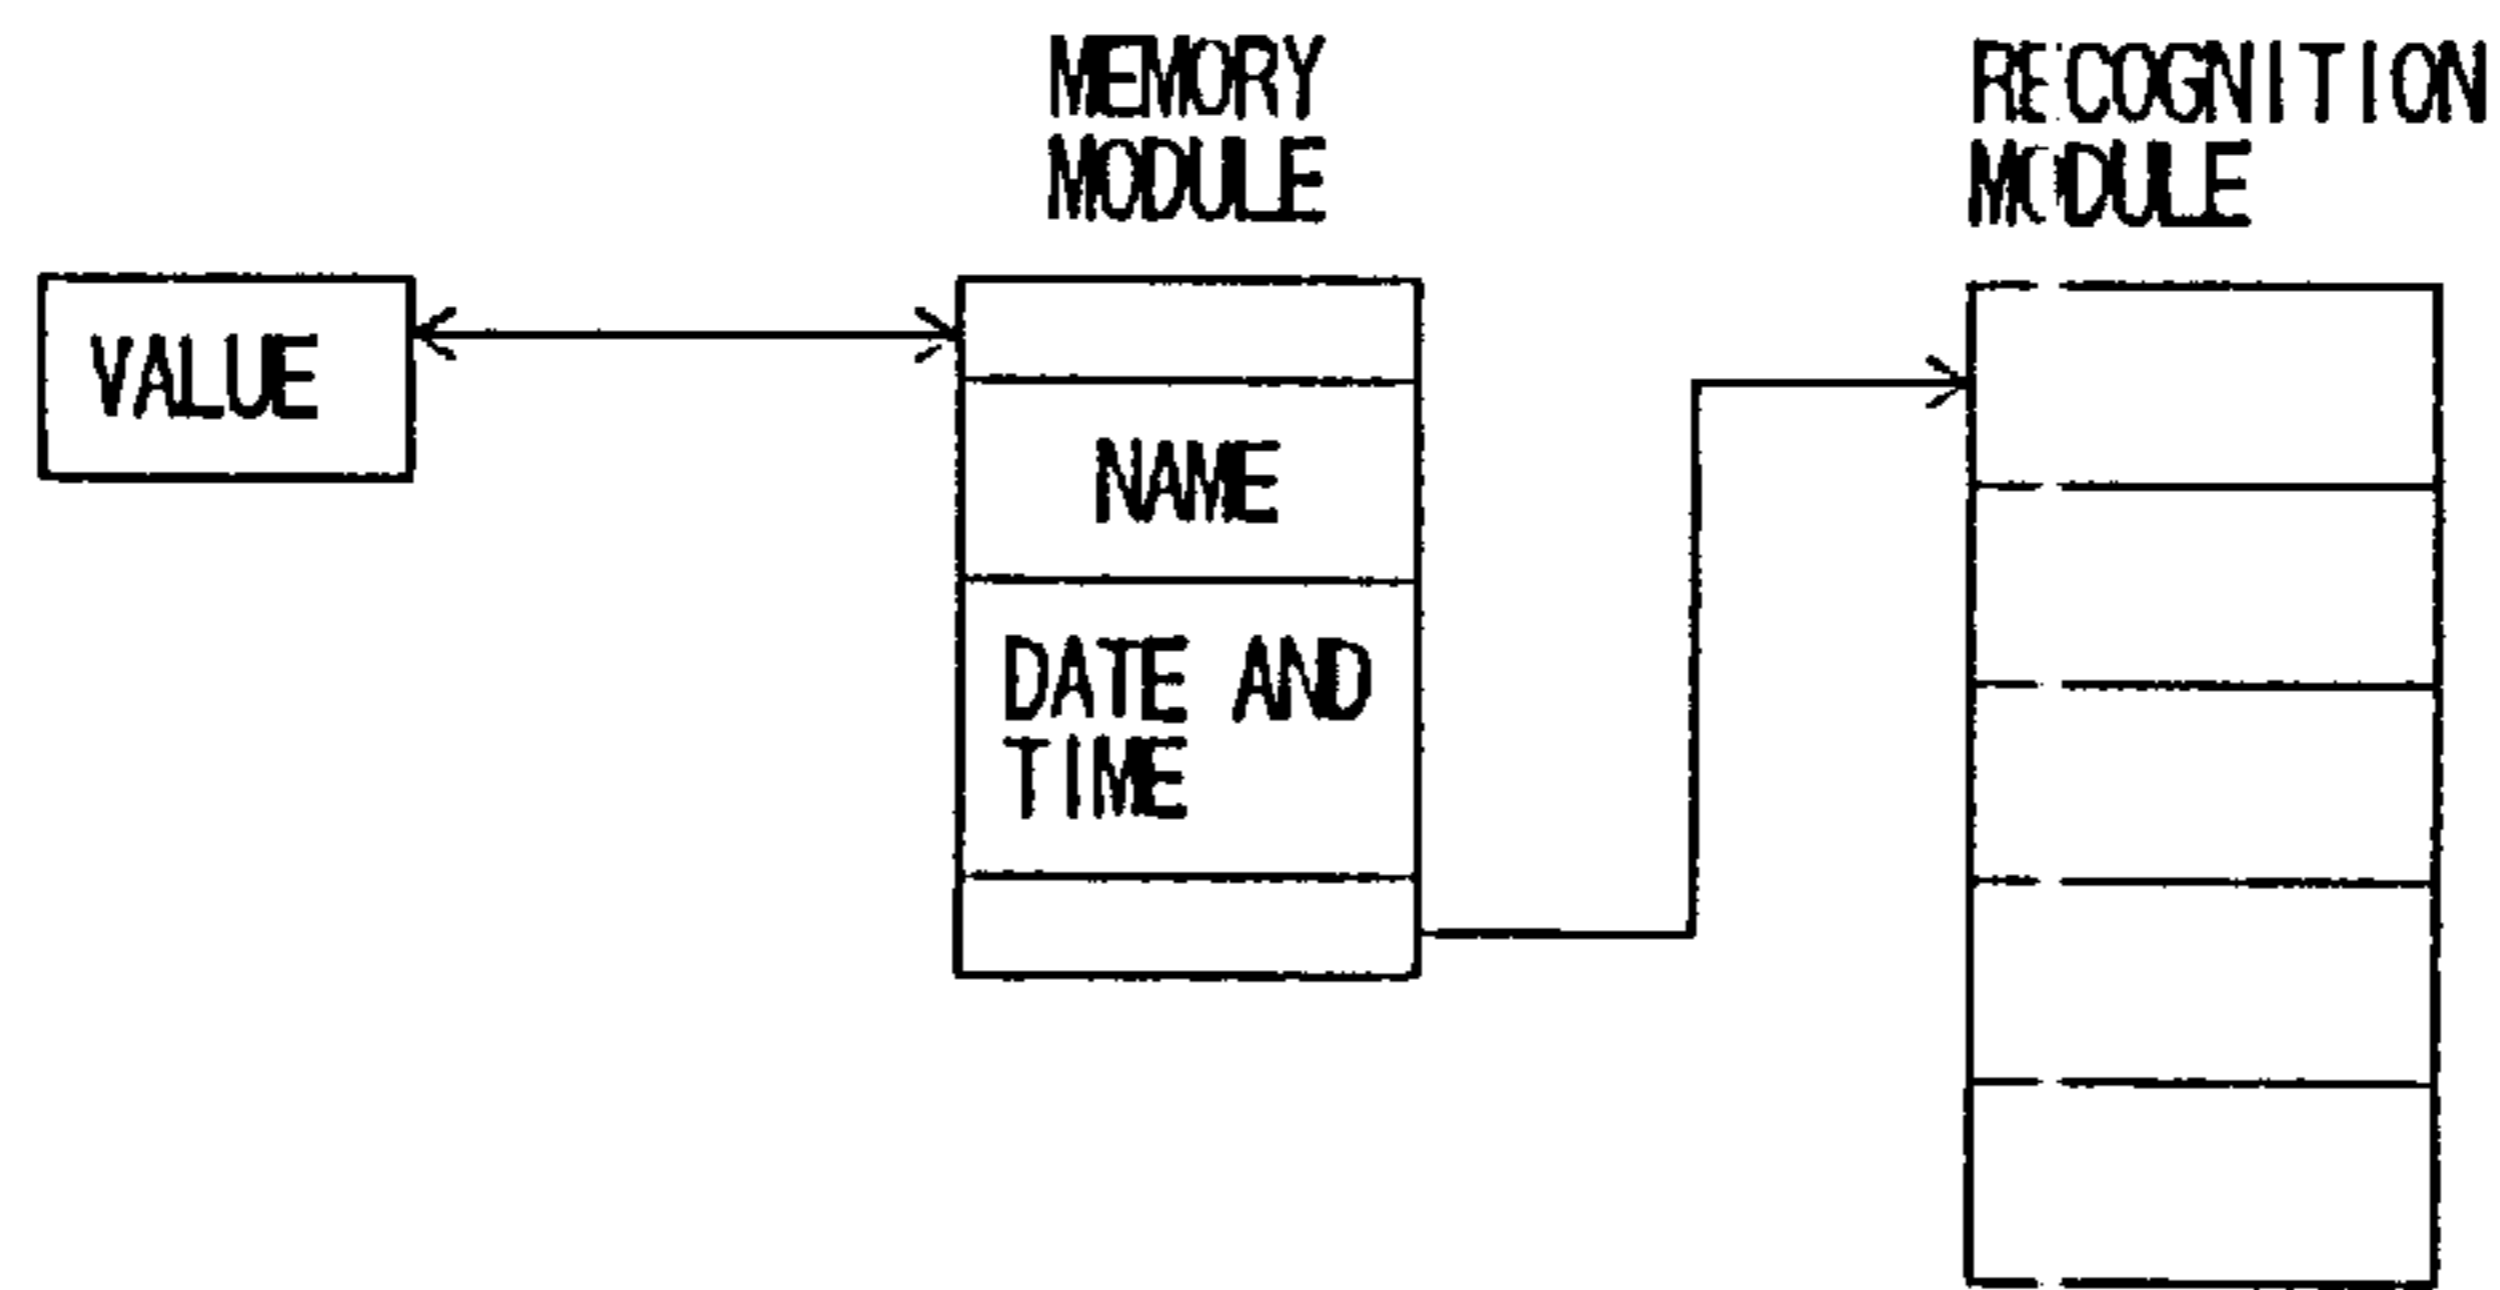 MEMORY
MODULE
RECOGNITION
MODULE
VALUE
NAME
DATE AND
TIME